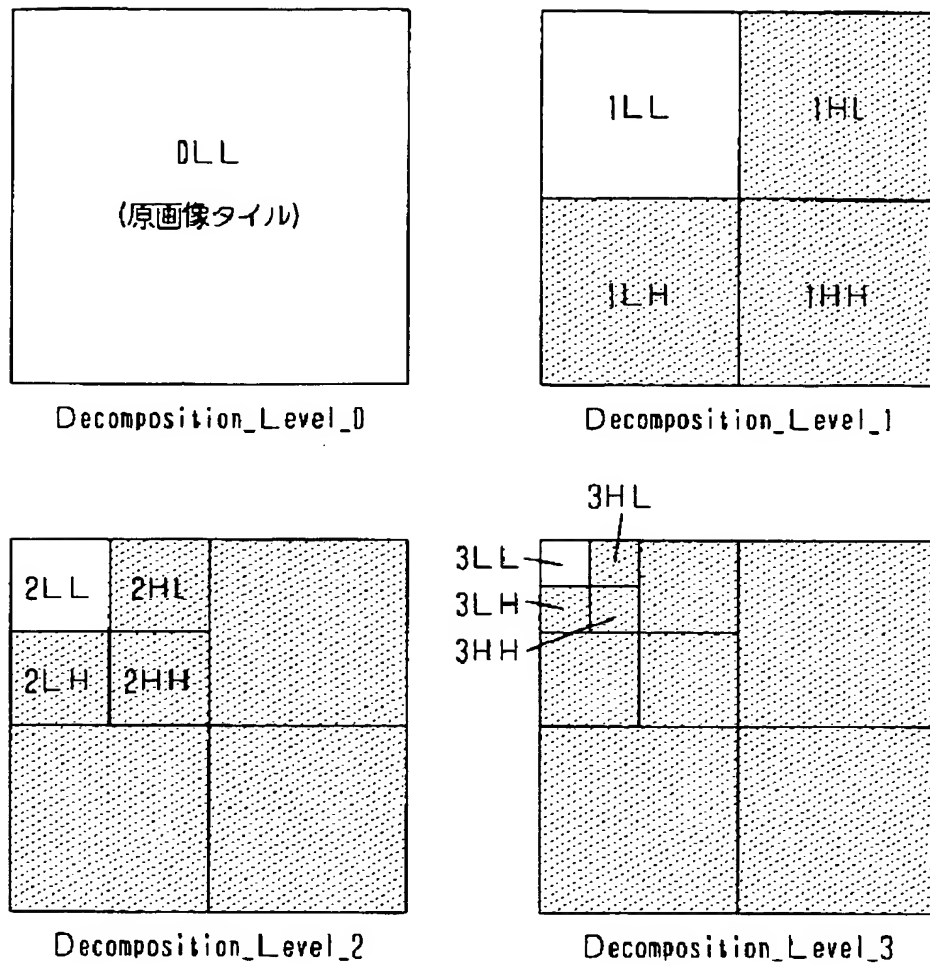 0LL
(原画像タイル)
Decomposition_Level_0
1LL
1HL
1LH
1HH
Decomposition_Level_1
2LL
2HL
2LH
2HH
Decomposition_Level_2
3HL
3LL
3LH
3HH
Decomposition_Level_3